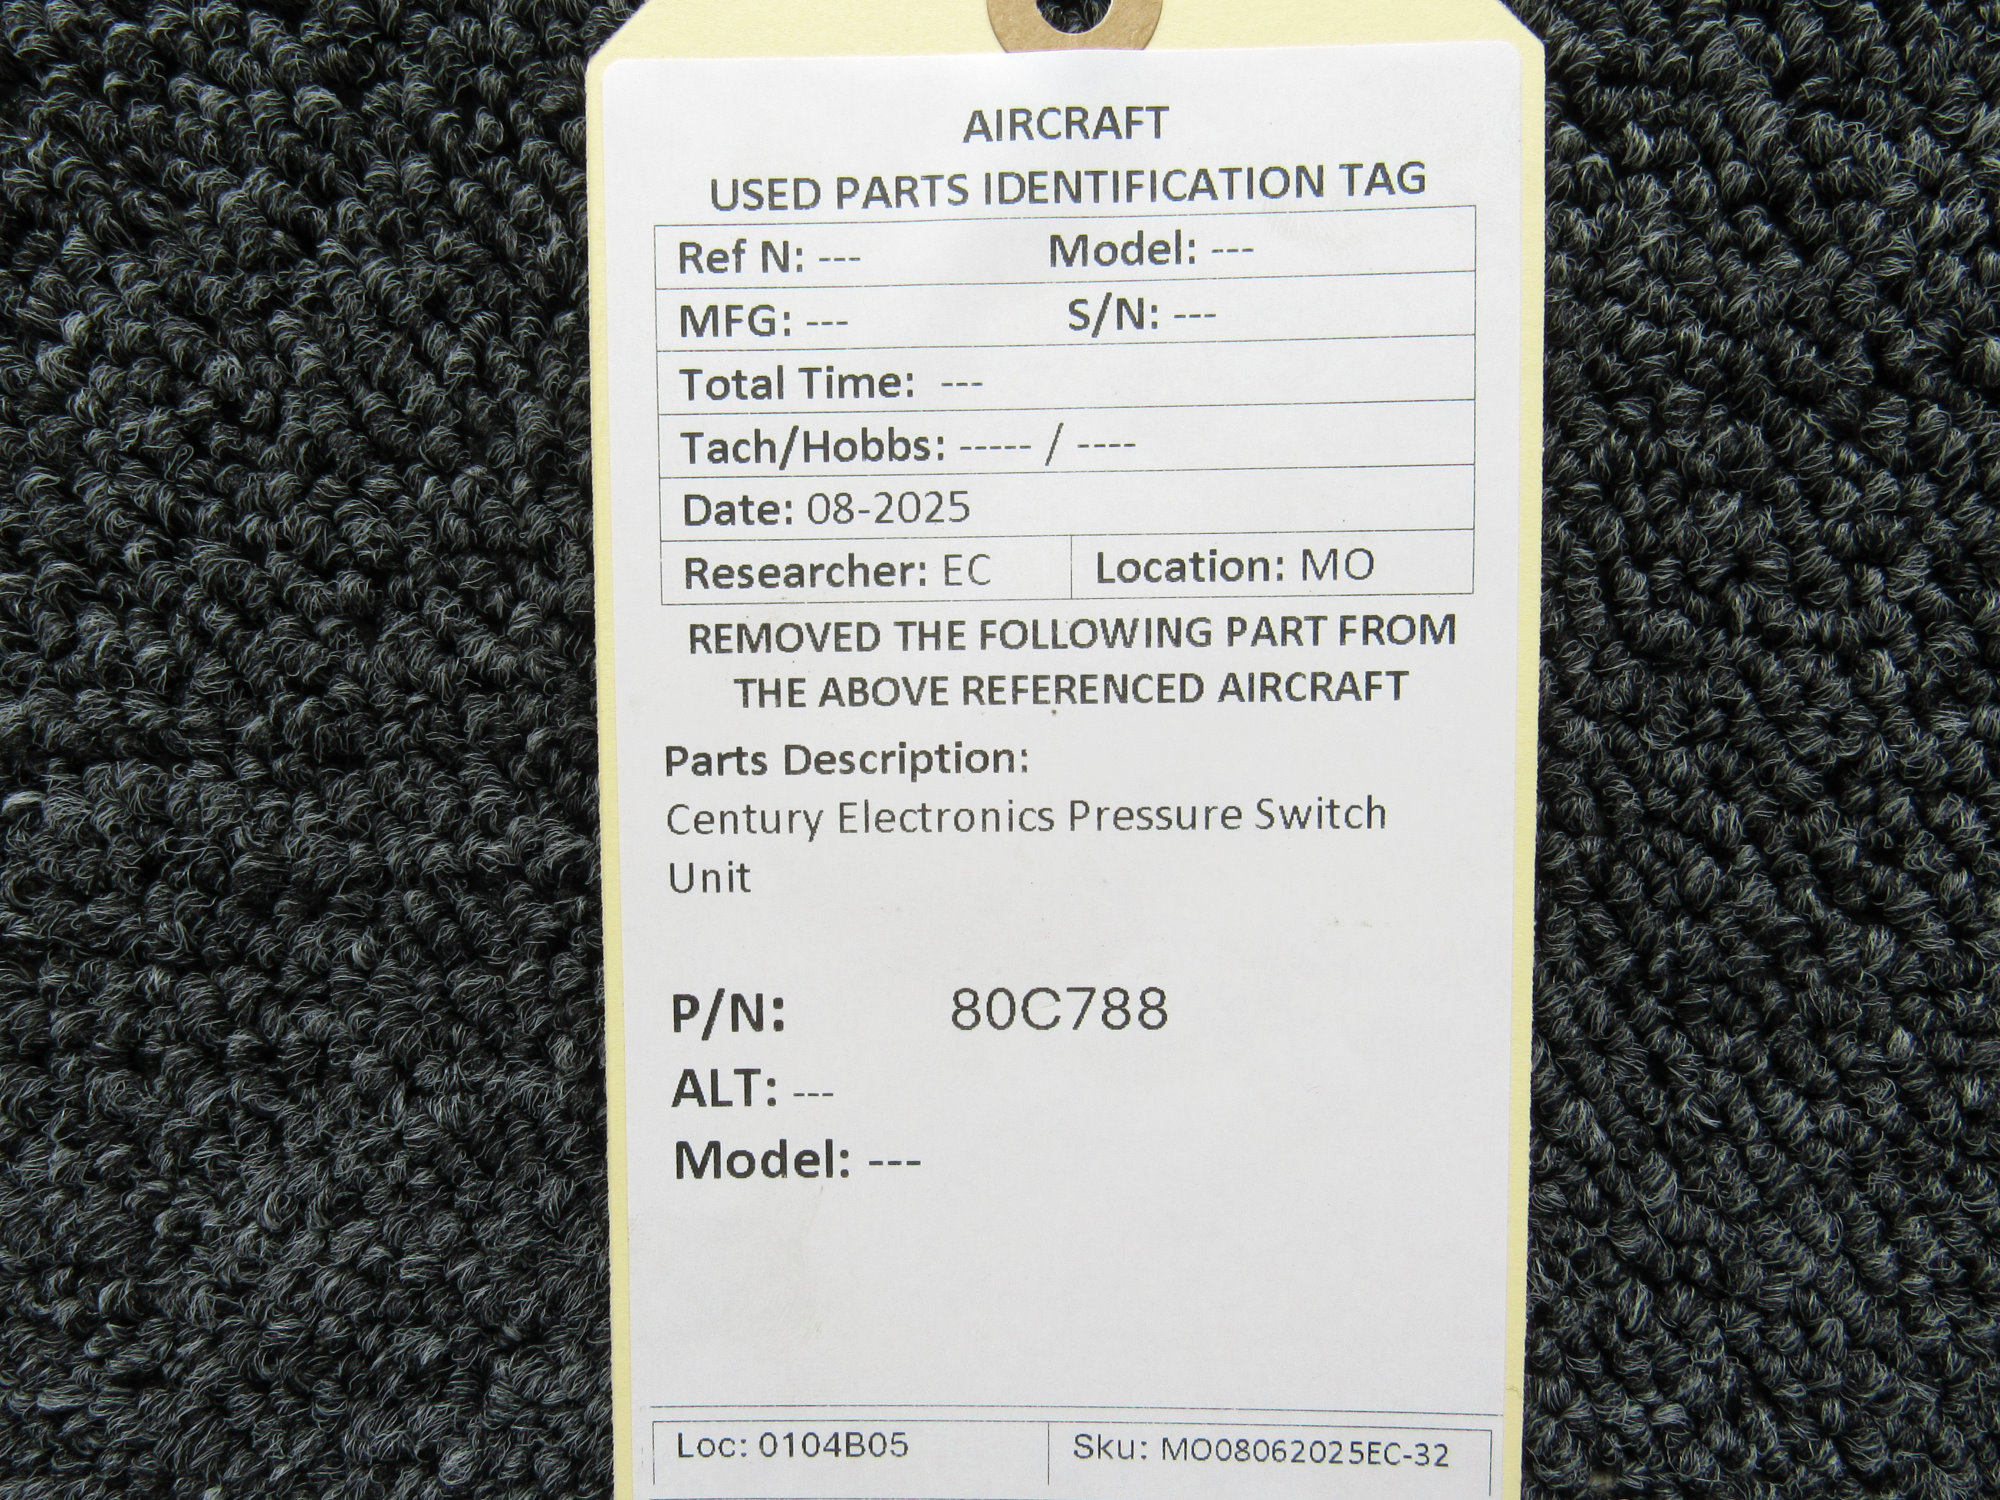 AIRCRAFT
USED PARTS IDENTIFICATION TAG
Ref N: --- Model: ---
MFG: --- S/N: ---
Total Time: ---
Tach/Hobbs: ----- / ----
Date: 08-2025
Researcher: EC Location: MO
REMOVED THE FOLLOWING PART FROM
THE ABOVE REFERENCED AIRCRAFT
Parts Description:
Century Electronics Pressure Switch
Unit
P/N: 80C788
ALT: ---
Model: ---
Loc: 0104B05 Sku: MO08062025EC-32